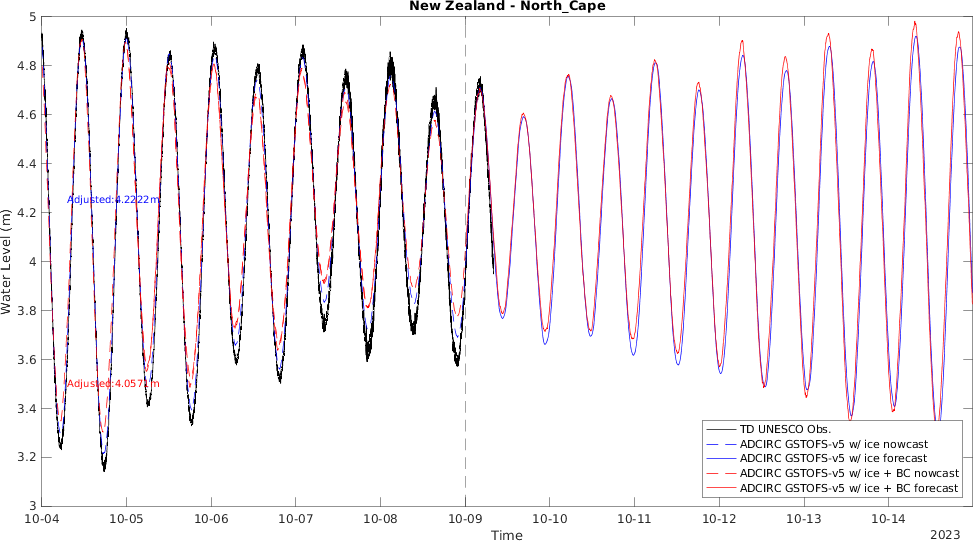 New Zealand - North_Cape
Water Level (m)
5
4.8
4.6
4.4
4.2
4
3.8
3.6
3.4
3.2
3
Adjusted:4.2222m
Adjusted:4.0571m
TD UNESCO Obs.
ADCIRC GSTOFS-v5 w/ ice nowcast
ADCIRC GSTOFS-v5 w/ ice forecast
ADCIRC GSTOFS-v5 w/ ice + BC nowcast
ADCIRC GSTOFS-v5 w/ ice + BC forecast
10-04 10-05 10-06 10-07 10-08 10-09 10-10 10-11 10-12 10-13 10-14
Time
2023